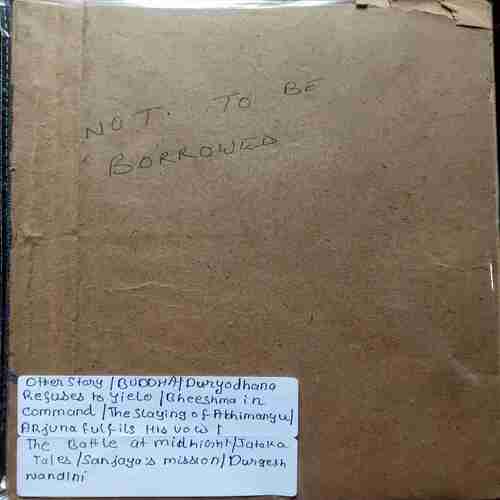 NOT. TO BE
BORROWED
Other Story / BUDDHA / Duryodhana
Refuses to Yield / Bheeshma in
command / The Slaying of Abhimanyu /
Arjuna fulfils His vow /
The Battle at midnight / Jataka
Tales / Sanjaya's mission / Durgesh
nandini